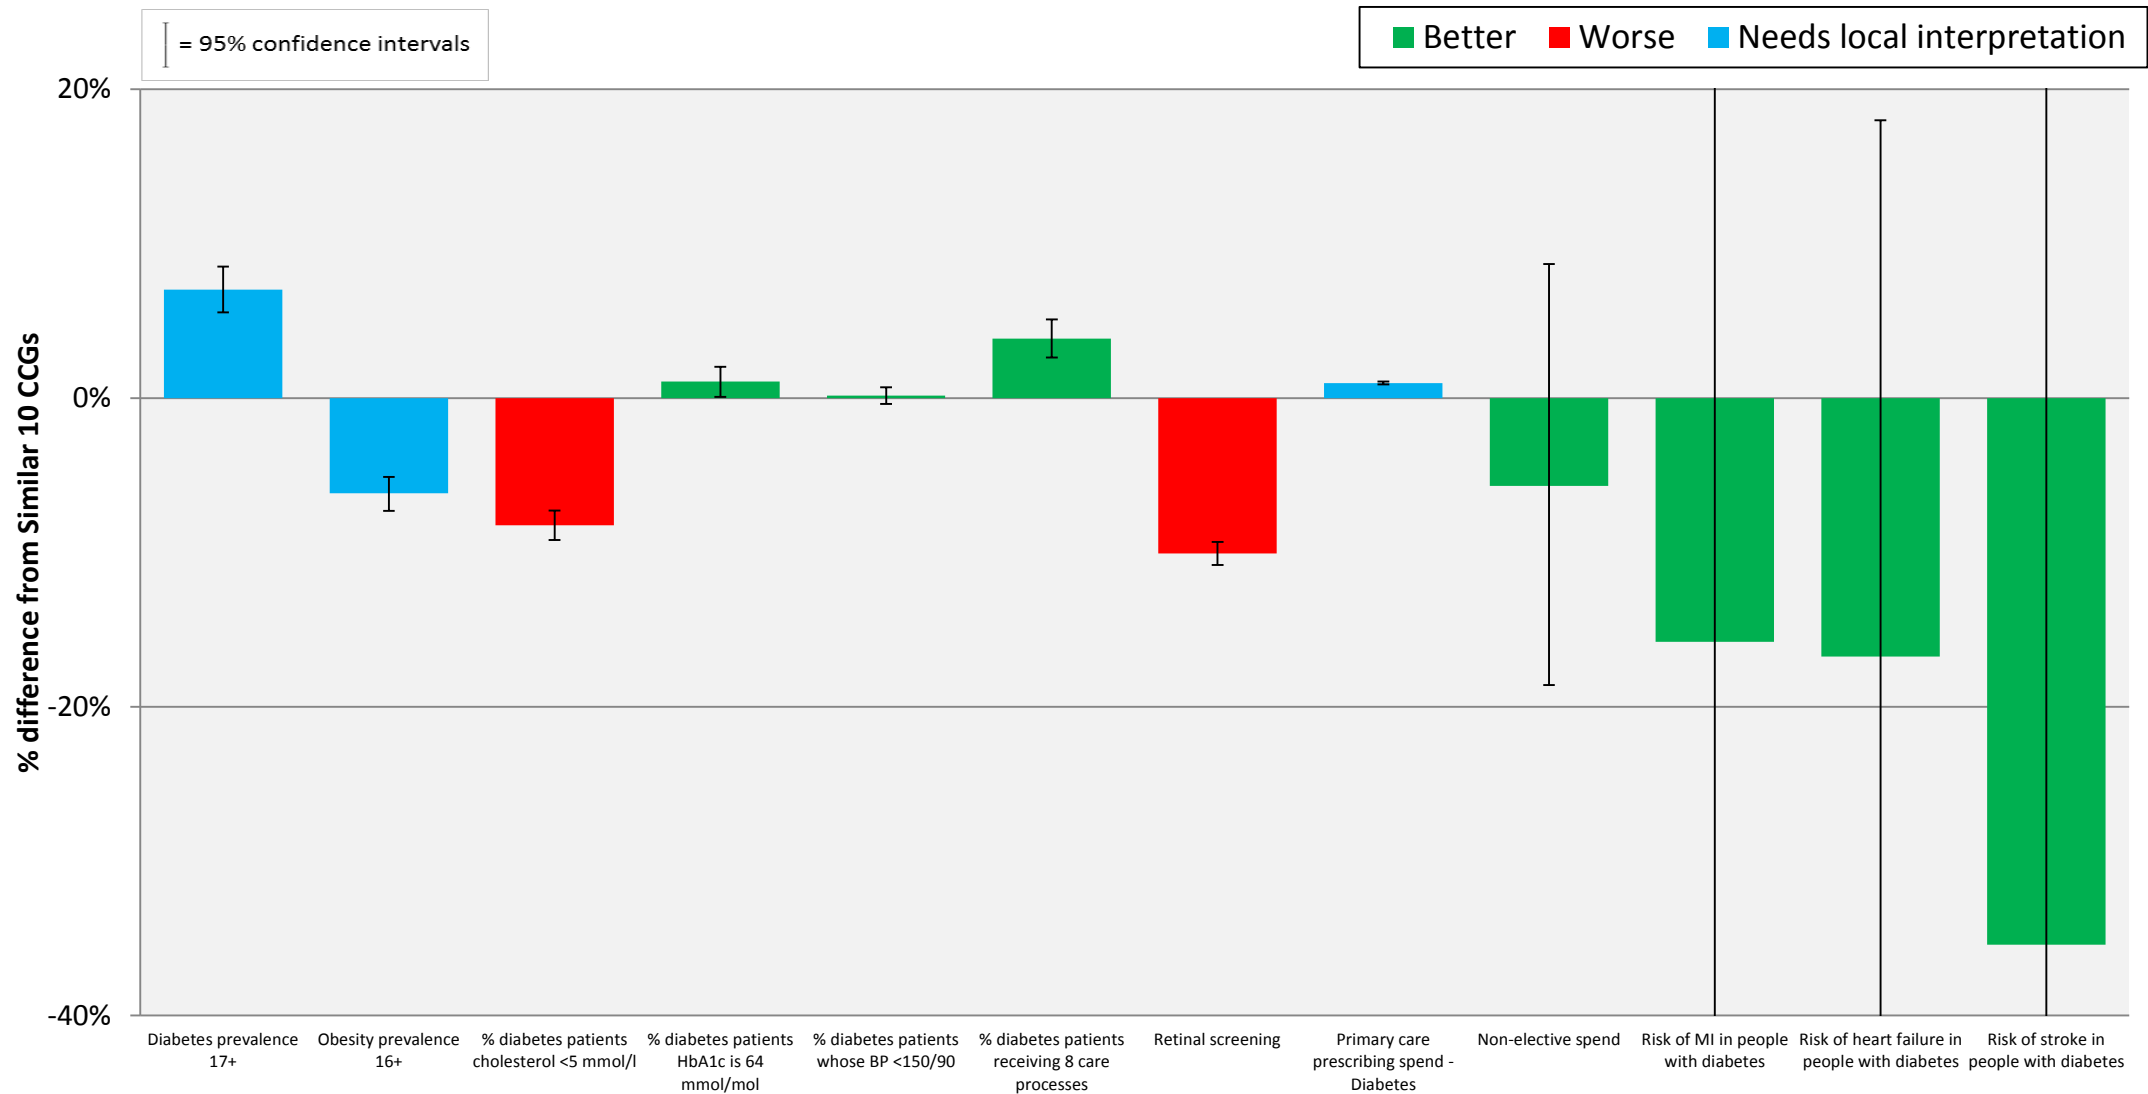 = 95% confidence intervals
Better Worse Needs local interpretation
% difference from Similar 10 CCGs
20%
0%
-20%
-40%
Diabetes prevalence
17+
Obesity prevalence
16+
% diabetes patients
cholesterol <5 mmol/l
% diabetes patients
HbA1c is 64
mmol/mol
% diabetes patients
whose BP <150/90
% diabetes patients
receiving 8 care
processes
Retinal screening
Primary care
prescribing spend -
Diabetes
Non-elective spend
Risk of MI in people
with diabetes
Risk of heart failure in
people with diabetes
Risk of stroke in
people with diabetes